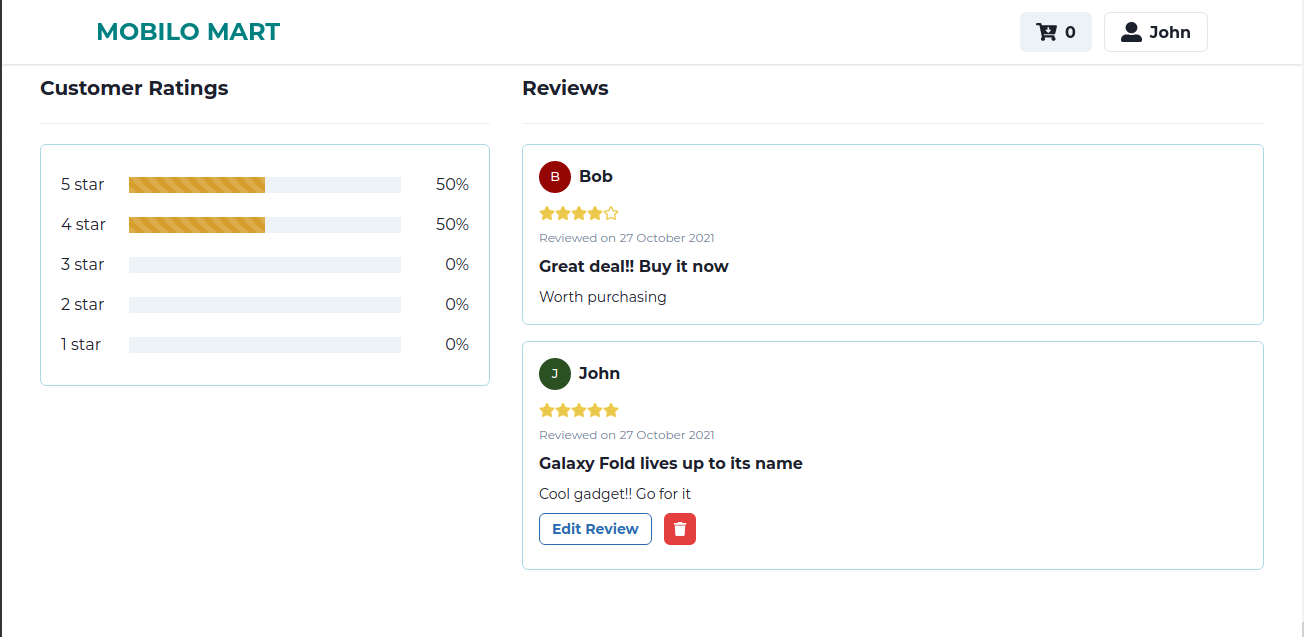 MOBILO MART
0
John
Customer Ratings
5 star 50%
4 star 50%
3 star 0%
2 star 0%
1 star 0%
Reviews
B Bob
Reviewed on 27 October 2021
Great deal!! Buy it now
Worth purchasing
J John
Reviewed on 27 October 2021
Galaxy Fold lives up to its name
Cool gadget!! Go for it
Edit Review